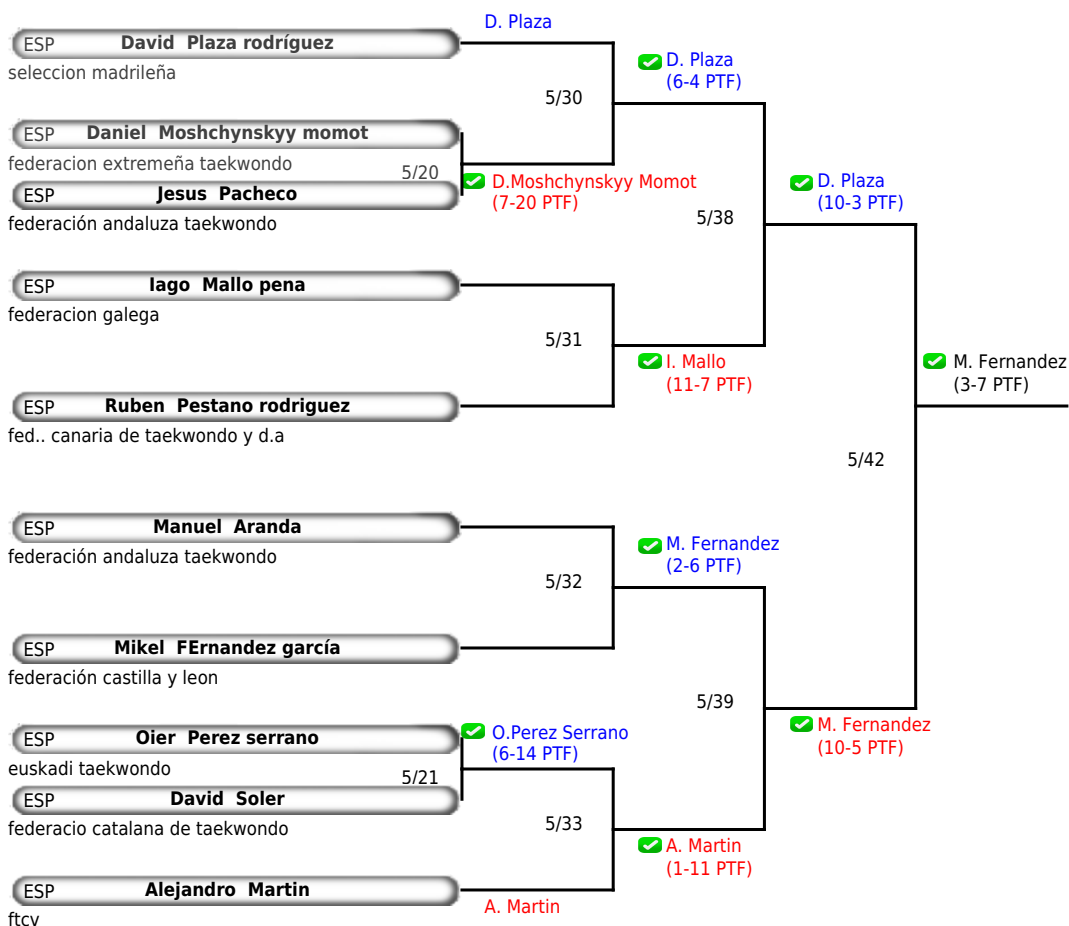 D. Plaza
ESP David Plaza rodríguez
seleccion madrileña
D. Plaza
(6-4 PTF)
5/30
ESP Daniel Moshchynskyy momot
federacion extremeña taekwondo
5/20
D.Moshchynskyy Momot
(7-20 PTF)
ESP Jesus Pacheco
federación andaluza taekwondo
D. Plaza
(10-3 PTF)
5/38
ESP Iago Mallo pena
federacion galega
5/31
I. Mallo
(11-7 PTF)
M. Fernandez
(3-7 PTF)
ESP Ruben Pestano rodriguez
fed.. canaria de taekwondo y d.a
5/42
ESP Manuel Aranda
federación andaluza taekwondo
M. Fernandez
(2-6 PTF)
5/32
ESP Mikel FErnandez garcía
federación castilla y leon
5/39
M. Fernandez
(10-5 PTF)
ESP Oier Perez serrano
euskadi taekwondo
O.Perez Serrano
(6-14 PTF)
5/21
ESP David Soler
federacio catalana de taekwondo
5/33
A. Martin
(1-11 PTF)
ESP Alejandro Martin
ftcv
A. Martin